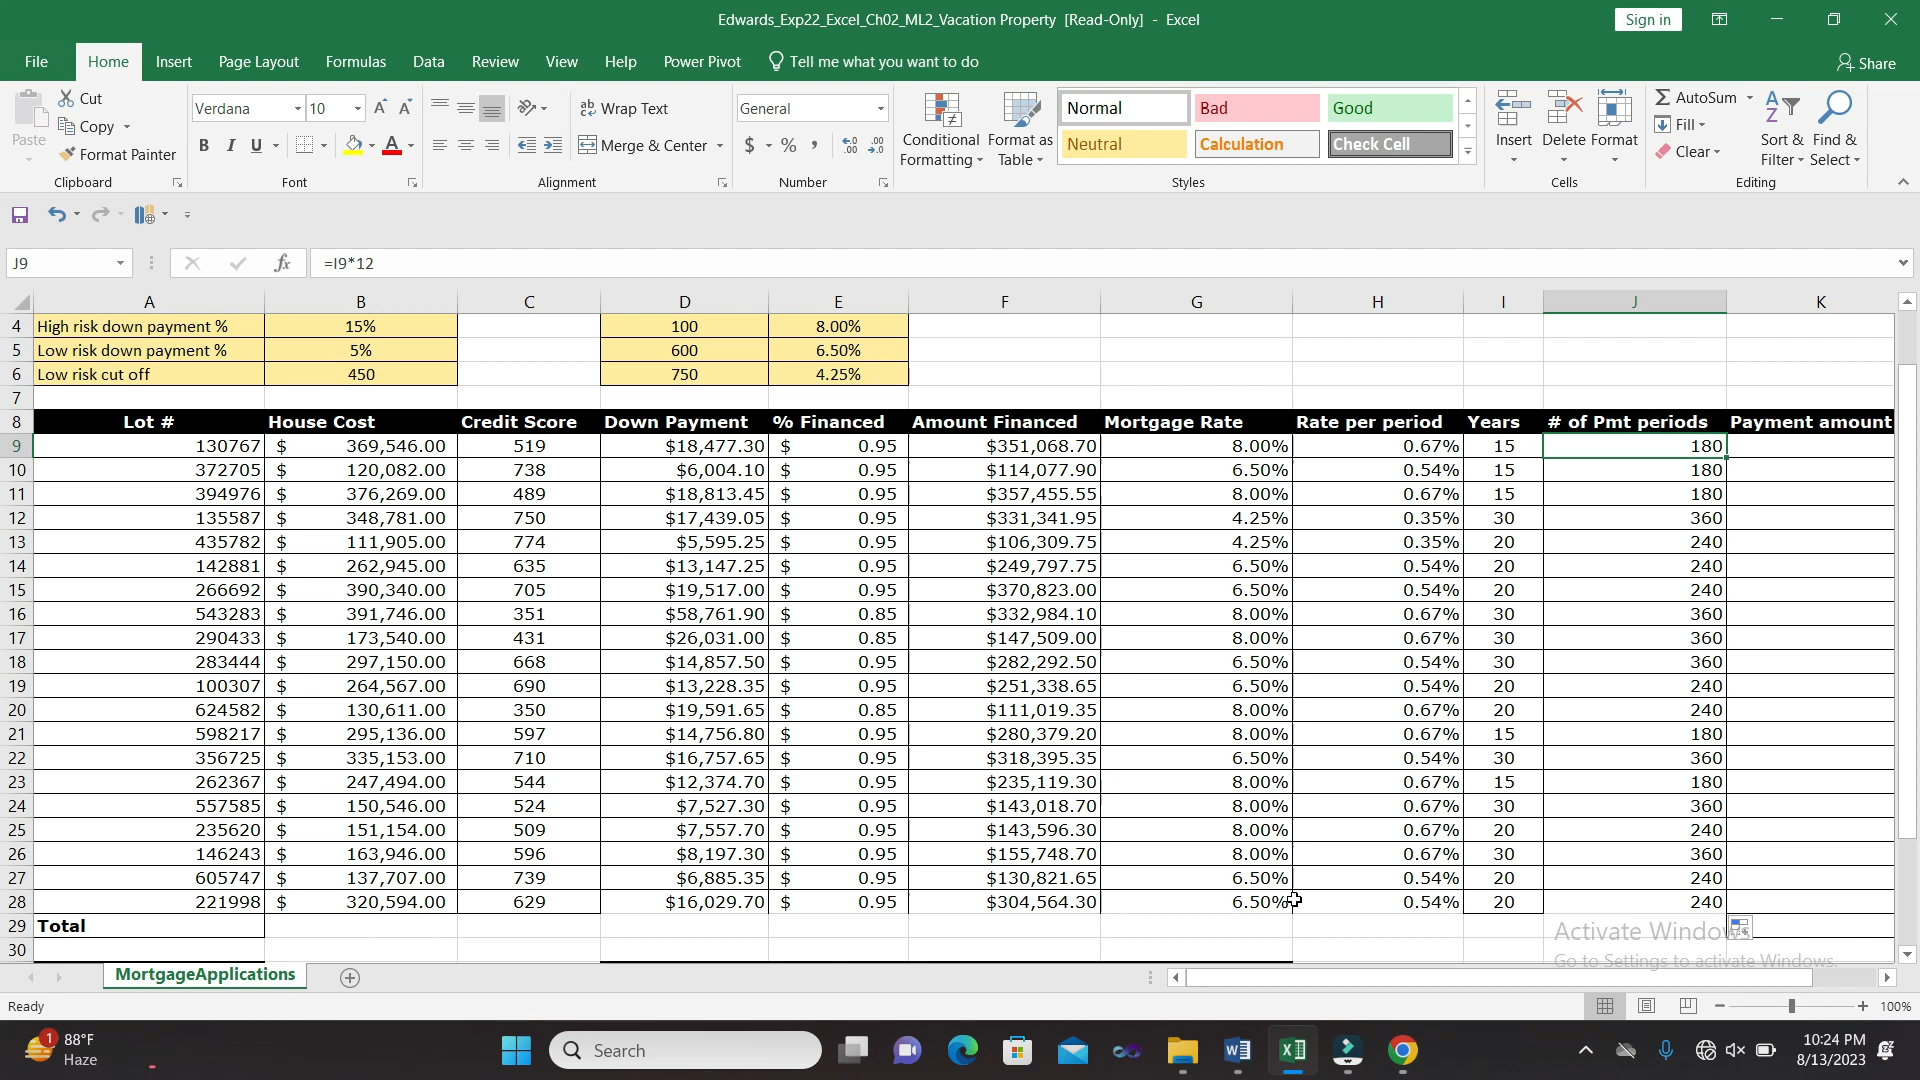 Edwards_Exp22_Excel_Ch02_ML2_Vacation Property [Read-Only] - Excel
Sign in
File Home Insert Page Layout Formulas Data Review View Help Power Pivot Tell me what you want to do Share
Paste Cut Copy Format Painter Clipboard
Verdana 10 B I U A Font
Wrap Text Merge & Center Alignment
General $ % , Number
Conditional Formatting Format as Table
Normal Bad Good
Neutral Calculation Check Cell
Styles
Insert Delete Format Cells
AutoSum Fill Clear Sort & Filter Find & Select Editing
J9 fx =I9*12
A B C D E F G H I J K
4 High risk down payment % 15% 100 8.00%
5 Low risk down payment % 5% 600 6.50%
6 Low risk cut off 450 750 4.25%
7
8 Lot # House Cost Credit Score Down Payment % Financed Amount Financed Mortgage Rate Rate per period Years # of Pmt periods Payment amount
9 130767 $ 369,546.00 519 $18,477.30 $ 0.95 $351,068.70 8.00% 0.67% 15 180
10 372705 $ 120,082.00 738 $6,004.10 $ 0.95 $114,077.90 6.50% 0.54% 15 180
11 394976 $ 376,269.00 489 $18,813.45 $ 0.95 $357,455.55 8.00% 0.67% 15 180
12 135587 $ 348,781.00 750 $17,439.05 $ 0.95 $331,341.95 4.25% 0.35% 30 360
13 435782 $ 111,905.00 774 $5,595.25 $ 0.95 $106,309.75 4.25% 0.35% 20 240
14 142881 $ 262,945.00 635 $13,147.25 $ 0.95 $249,797.75 6.50% 0.54% 20 240
15 266692 $ 390,340.00 705 $19,517.00 $ 0.95 $370,823.00 6.50% 0.54% 20 240
16 543283 $ 391,746.00 351 $58,761.90 $ 0.85 $332,984.10 8.00% 0.67% 30 360
17 290433 $ 173,540.00 431 $26,031.00 $ 0.85 $147,509.00 8.00% 0.67% 30 360
18 283444 $ 297,150.00 668 $14,857.50 $ 0.95 $282,292.50 6.50% 0.54% 30 360
19 100307 $ 264,567.00 690 $13,228.35 $ 0.95 $251,338.65 6.50% 0.54% 20 240
20 624582 $ 130,611.00 350 $19,591.65 $ 0.85 $111,019.35 8.00% 0.67% 20 240
21 598217 $ 295,136.00 597 $14,756.80 $ 0.95 $280,379.20 8.00% 0.67% 15 180
22 356725 $ 335,153.00 710 $16,757.65 $ 0.95 $318,395.35 6.50% 0.54% 30 360
23 262367 $ 247,494.00 544 $12,374.70 $ 0.95 $235,119.30 8.00% 0.67% 15 180
24 557585 $ 150,546.00 524 $7,527.30 $ 0.95 $143,018.70 8.00% 0.67% 30 360
25 235620 $ 151,154.00 509 $7,557.70 $ 0.95 $143,596.30 8.00% 0.67% 20 240
26 146243 $ 163,946.00 596 $8,197.30 $ 0.95 $155,748.70 8.00% 0.67% 30 360
27 605747 $ 137,707.00 739 $6,885.35 $ 0.95 $130,821.65 6.50% 0.54% 20 240
28 221998 $ 320,594.00 629 $16,029.70 $ 0.95 $304,564.30 6.50% 0.54% 20 240
29 Total
30
Activate Windows
Go to Settings to activate Windows.
MortgageApplications
Ready 100%
1 88°F
Haze
Search
10:24 PM
8/13/2023